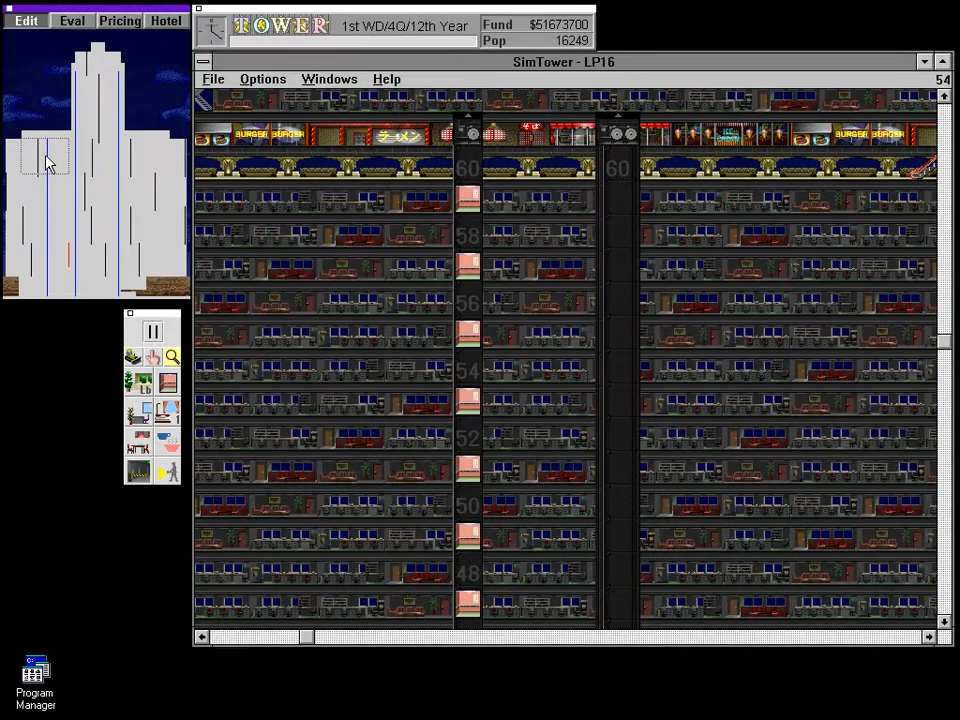 Edit Eval Pricing Hotel
TOWER 1st WD/4Q/12th Year
Fund $51673700
Pop 16249
SimTower - LP16
File Options Windows Help 54
BURGER BURGER ラーメン BURGER BURGER
60 60
58
56
54
52
50
48
Lb
Program
Manager